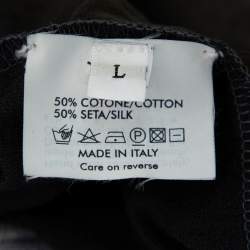 L
50% COTONE/COTTON
50% SETA/SILK
MADE IN ITALY
Care on reverse